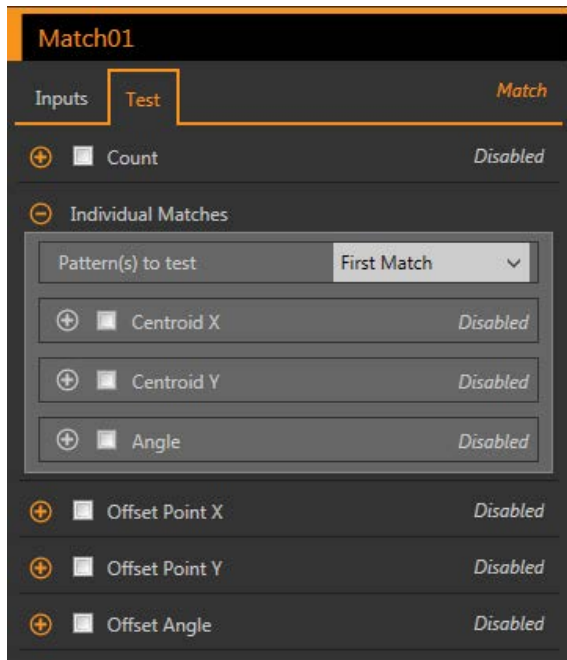 Match01
Inputs Test Match
Count Disabled
Individual Matches
Pattern(s) to test First Match
Centroid X Disabled
Centroid Y Disabled
Angle Disabled
Offset Point X Disabled
Offset Point Y Disabled
Offset Angle Disabled